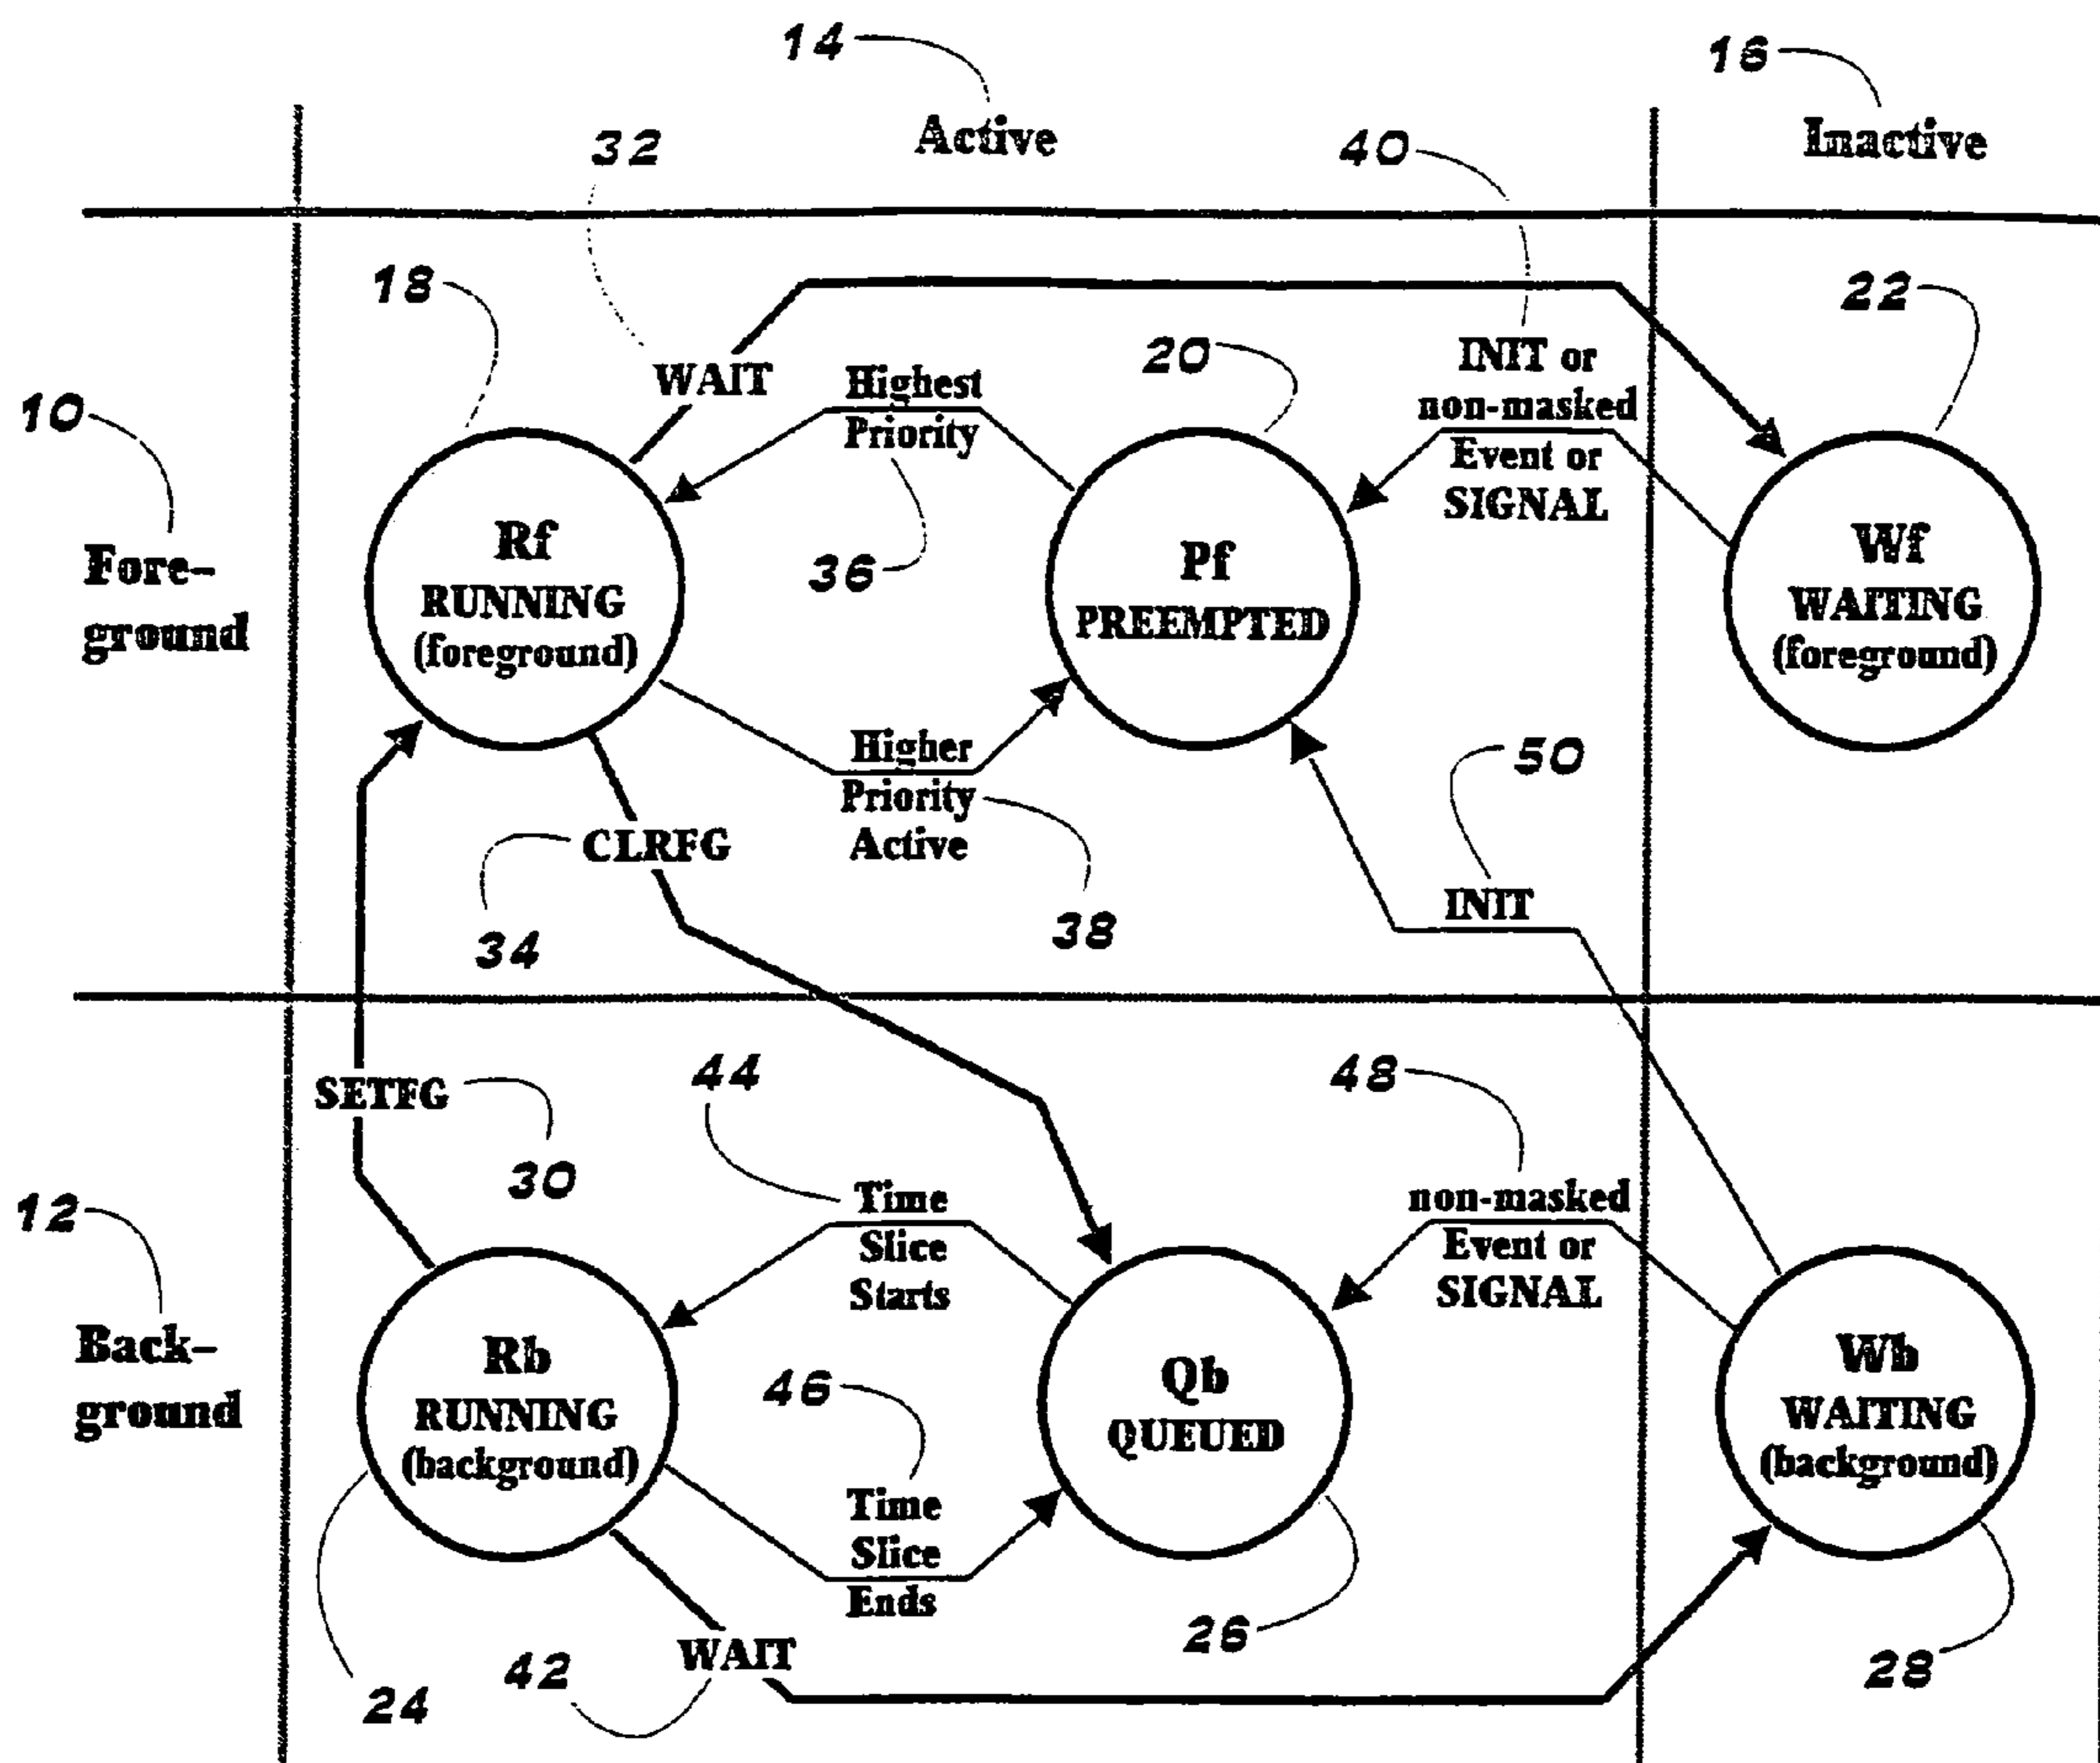 14
16
Active
Inactive
32
40
18
22
20
INIT or
non-masked
Event or
SIGNAL
WAIT
Highest
Priority
10
36
Fore-
ground
Rf
RUNNING
(foreground)
Pf
PREEMPTED
Wf
WAITING
(foreground)
Higher
Priority
Active
50
CLRFG
34
38
INIT
SETFG
30
44
48
12
Time
Slice
Starts
non-masked
Event or
SIGNAL
Back-
ground
Rb
RUNNING
(background)
46
Qb
QUEUED
Wb
WAITING
(background)
Time
Slice
Ends
24
42
WAIT
26
28